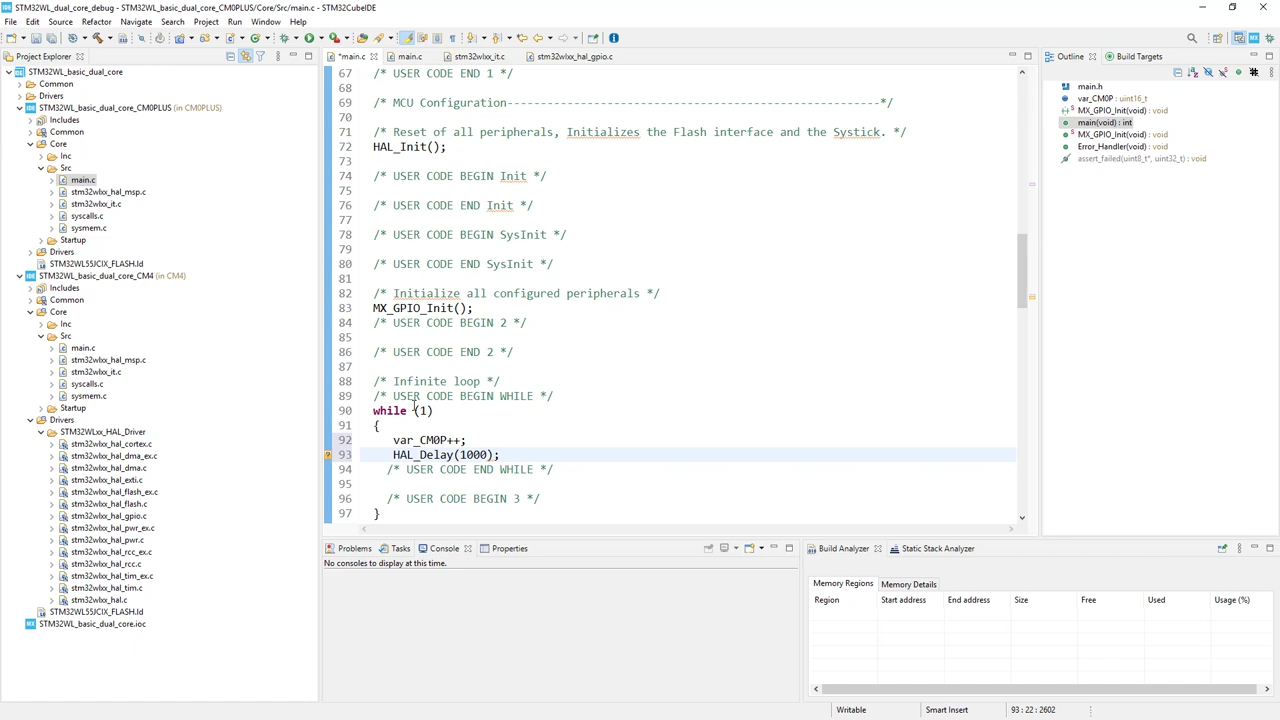 STM32WL_dual_core_debug - STM32WL_basic_dual_core_CM0PLUS/Core/Src/main.c - STM32CubeIDE
File Edit Source Refactor Navigate Search Project Run Window Help
Project Explorer
STM32WL_basic_dual_core
Common
Drivers
STM32WL_basic_dual_core_CM0PLUS (in CM0PLUS)
Includes
Common
Core
Inc
Src
main.c
stm32wlxx_hal_msp.c
stm32wlxx_it.c
syscalls.c
sysmem.c
Startup
Drivers
STM32WL55JCIX_FLASH.ld
STM32WL_basic_dual_core_CM4 (in CM4)
Includes
Common
Core
Inc
Src
main.c
stm32wlxx_hal_msp.c
stm32wlxx_it.c
syscalls.c
sysmem.c
Startup
Drivers
STM32WLxx_HAL_Driver
stm32wlxx_hal_cortex.c
stm32wlxx_hal_dma_ex.c
stm32wlxx_hal_dma.c
stm32wlxx_hal_exti.c
stm32wlxx_hal_flash_ex.c
stm32wlxx_hal_flash.c
stm32wlxx_hal_gpio.c
stm32wlxx_hal_pwr_ex.c
stm32wlxx_hal_pwr.c
stm32wlxx_hal_rcc_ex.c
stm32wlxx_hal_rcc.c
stm32wlxx_hal_tim_ex.c
stm32wlxx_hal_tim.c
stm32wlxx_hal.c
STM32WL55JCIX_FLASH.ld
STM32WL_basic_dual_core.ioc
*main.c main.c stm32wlxx_it.c stm32wlxx_hal_gpio.c
67 /* USER CODE END 1 */
68
69 /* MCU Configuration--------------------------------------------------------*/
70
71 /* Reset of all peripherals, Initializes the Flash interface and the Systick. */
72 HAL_Init();
73
74 /* USER CODE BEGIN Init */
75
76 /* USER CODE END Init */
77
78 /* USER CODE BEGIN SysInit */
79
80 /* USER CODE END SysInit */
81
82 /* Initialize all configured peripherals */
83 MX_GPIO_Init();
84 /* USER CODE BEGIN 2 */
85
86 /* USER CODE END 2 */
87
88 /* Infinite loop */
89 /* USER CODE BEGIN WHILE */
90 while (1)
91 {
92 var_CM0P++;
93 HAL_Delay(1000);
94 /* USER CODE END WHILE */
95
96 /* USER CODE BEGIN 3 */
97 }
Outline Build Targets
main.h
var_CM0P : uint16_t
MX_GPIO_Init(void) : void
main(void) : int
MX_GPIO_Init(void) : void
Error_Handler(void) : void
assert_failed(uint8_t*, uint32_t) : void
Problems Tasks Console Properties
No consoles to display at this time.
Build Analyzer Static Stack Analyzer
Memory Regions Memory Details
Region Start address End address Size Free Used Usage (%)
Writable Smart Insert 93 : 22 : 2602